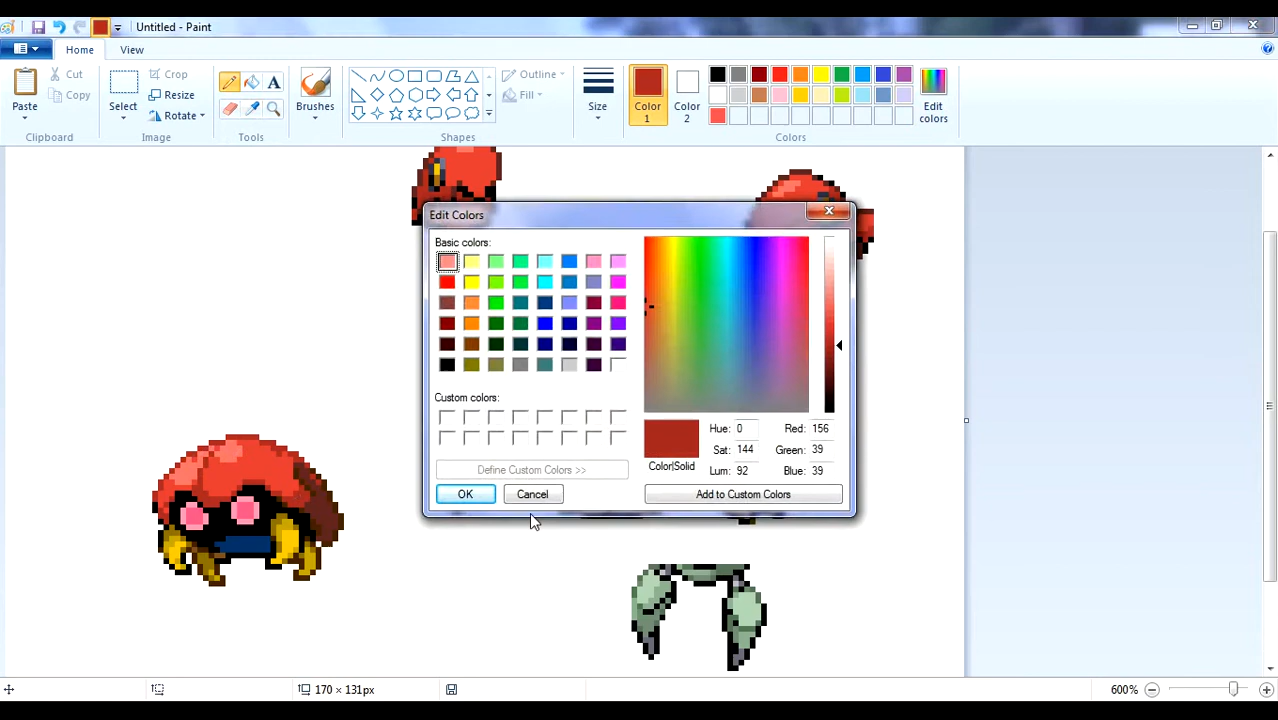 Untitled - Paint
Home View
Paste
Cut
Copy
Clipboard
Select
Crop
Resize
Rotate
Image
A
Tools
Brushes
Outline
Fill
Shapes
Size
Color 1
Color 2
Edit colors
Colors
Edit Colors
Basic colors:
Custom colors:
Define Custom Colors >>
OK Cancel
Color|Solid
Hue: 0 Red: 156
Sat: 144 Green: 39
Lum: 92 Blue: 39
Add to Custom Colors
170 × 131px
600%